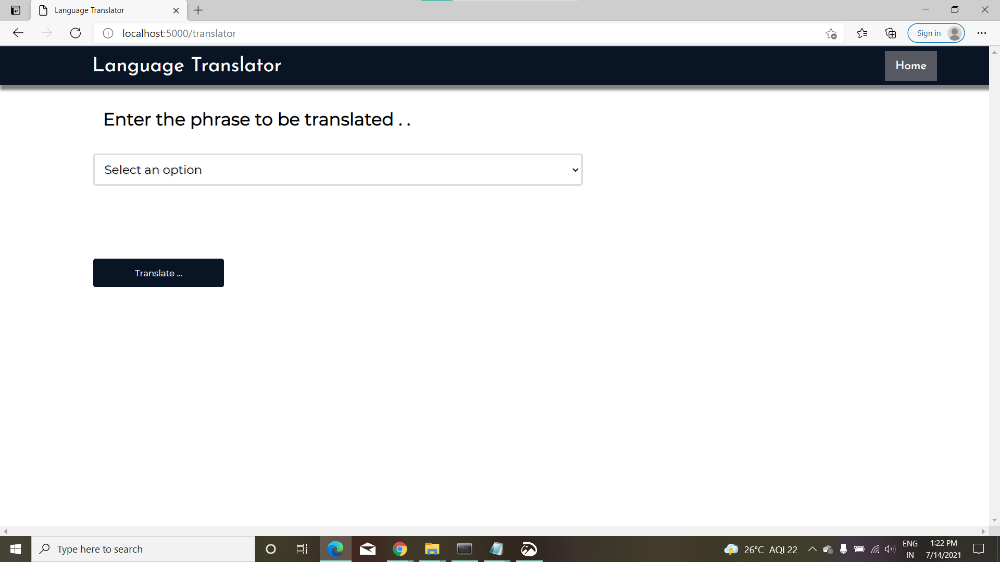 Language Translator
localhost:5000/translator
Sign in
Language Translator
Home
Enter the phrase to be translated . .
Select an option
Translate ...
Type here to search
26°C AQI 22
ENG
IN
1:22 PM
7/14/2021